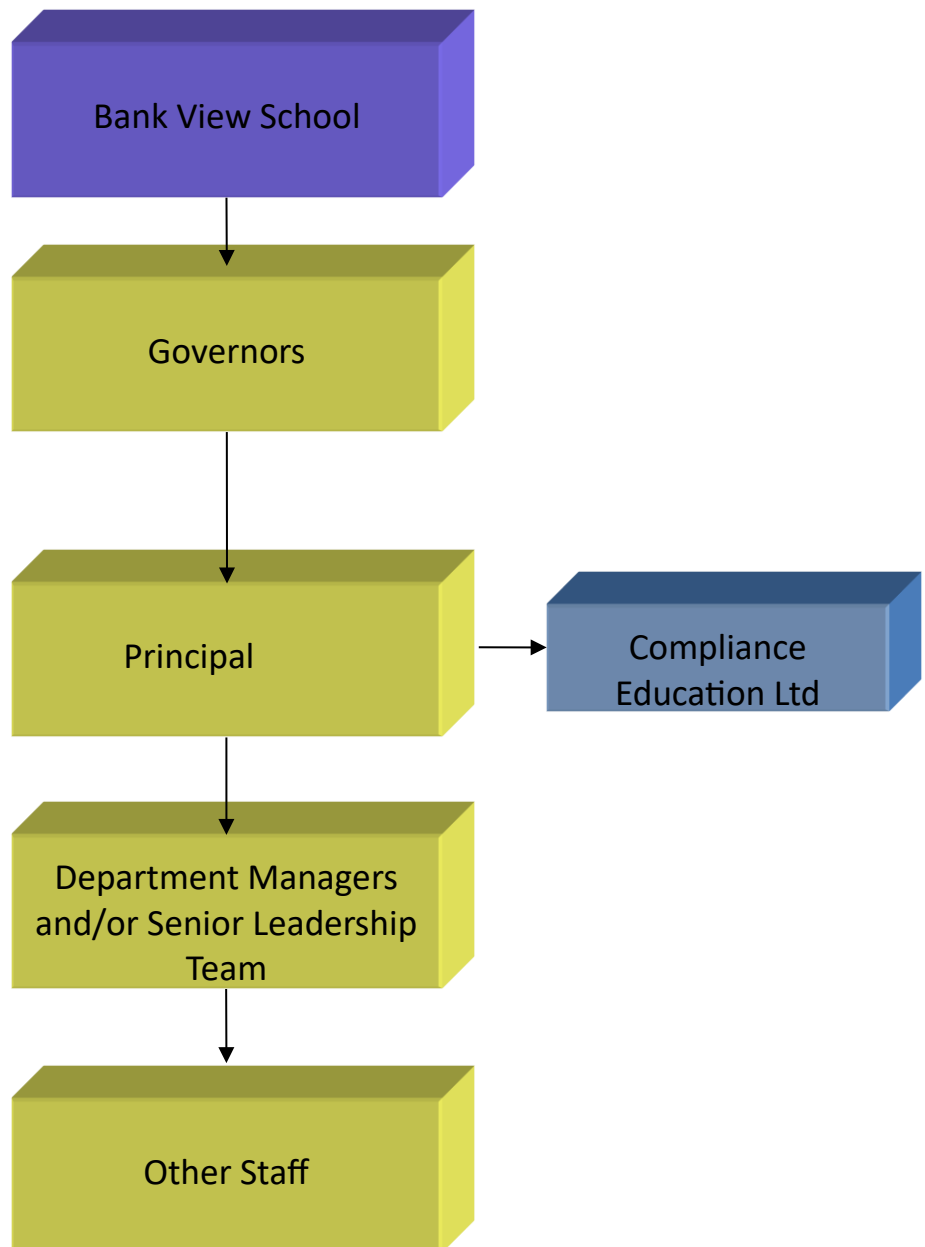 Bank View School
Governors
Principal
Compliance
Education Ltd
Department Managers
and/or Senior Leadership
Team
Other Staff